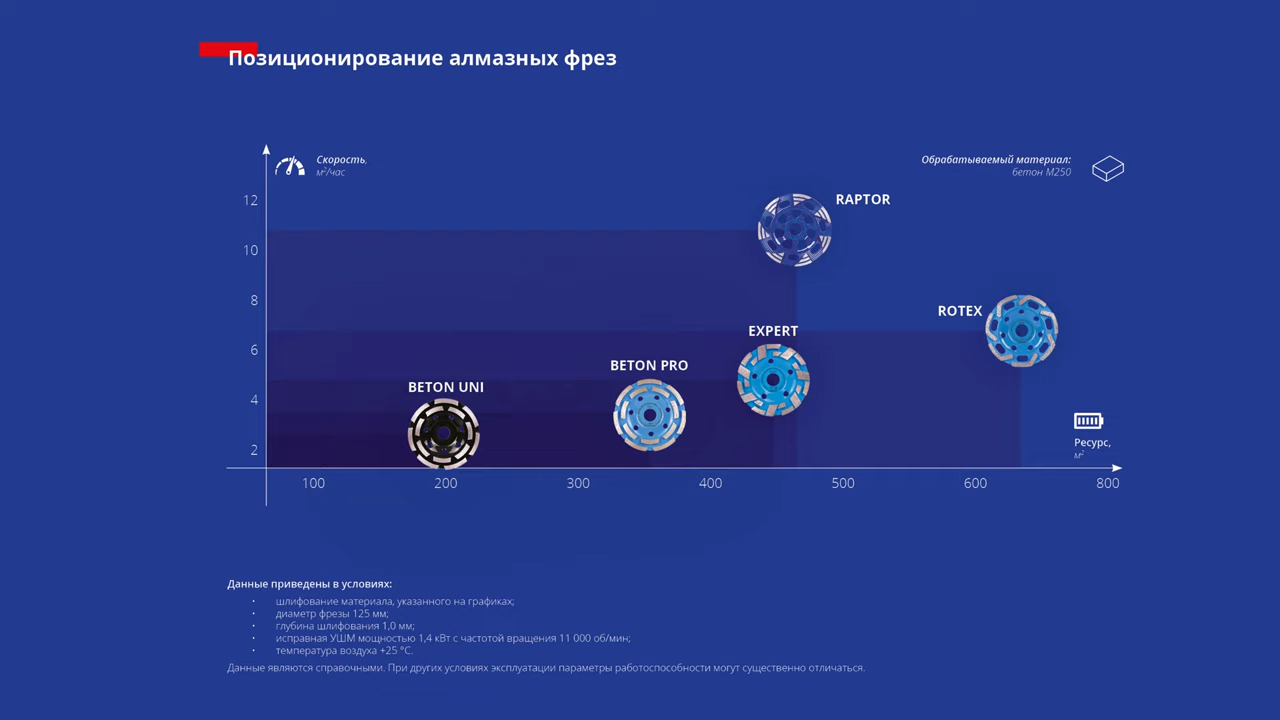 Позиционирование алмазных фрез
Скорость,
м²/час
Обрабатываемый материал:
бетон М250
12
RAPTOR
10
8
ROTEX
EXPERT
6
BETON PRO
BETON UNI
4
Ресурс,
м²
2
100 200 300 400 500 600 800
Данные приведены в условиях:
• шлифование материала, указанного на графиках;
• диаметр фрезы 125 мм;
• глубина шлифования 1,0 мм;
• исправная УШМ мощностью 1,4 кВт с частотой вращения 11 000 об/мин;
• температура воздуха +25 °С.
Данные являются справочными. При других условиях эксплуатации параметры работоспособности могут существенно отличаться.